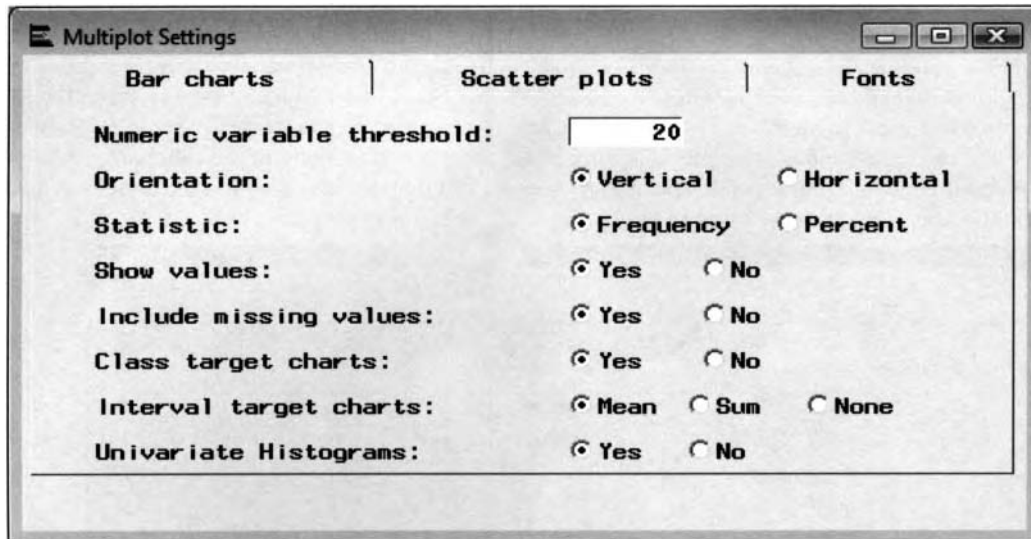 Multiplot Settings
Bar charts Scatter plots Fonts
Numeric variable threshold: 20
Orientation: Vertical Horizontal
Statistic: Frequency Percent
Show values: Yes No
Include missing values: Yes No
Class target charts: Yes No
Interval target charts: Mean Sum None
Univariate Histograms: Yes No